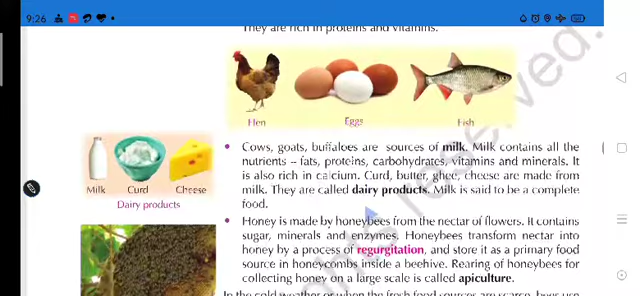 9:26
They are rich in proteins and vitamins.
Hen
Eggs
Fish
Milk
Curd
Cheese
Dairy products
• Cows, goats, buffaloes are sources of milk. Milk contains all the
nutrients – fats, proteins, carbohydrates, vitamins and minerals. It
is also rich in calcium. Curd, butter, ghee, cheese are made from
milk. They are called dairy products. Milk is said to be a complete
food.
• Honey is made by honeybees from the nectar of flowers. It contains
sugar, minerals and enzymes. Honeybees transform nectar into
honey by a process of regurgitation, and store it as a primary food
source in honeycombs inside a beehive. Rearing of honeybees for
collecting honey on a large scale is called apiculture.
In the cold weather or when the fresh food sources are scarce, bees use
reserved.